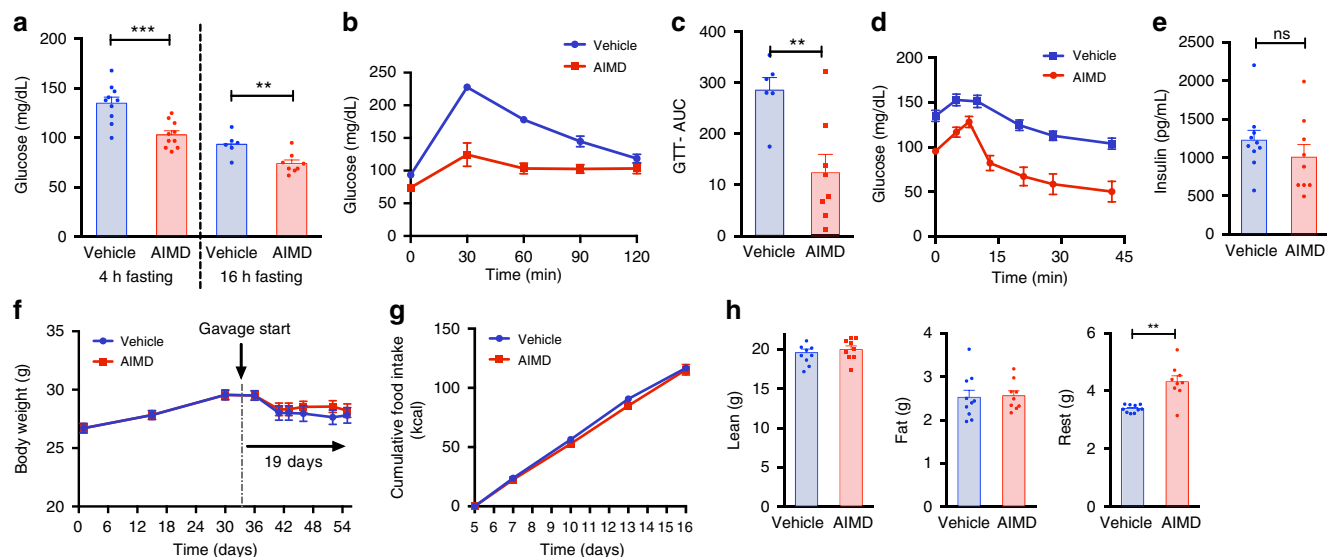 a
Glucose (mg/dL)
200
150
100
50
0
***
**
Vehicle AIMD Vehicle AIMD
4 h fasting 16 h fasting
b
Glucose (mg/dL)
250
200
150
100
50
0
Vehicle
AIMD
0 30 60 90 120
Time (min)
c
GTT- AUC
400
300
200
100
0
**
Vehicle AIMD
d
Glucose (mg/dL)
200
150
100
50
0
Vehicle
AIMD
0 15 30 45
Time (min)
e
Insulin (pg/mL)
2500
2000
1500
1000
500
0
ns
Vehicle AIMD
f
Body weight (g)
35
30
25
20
Vehicle
AIMD
Gavage start
19 days
0 6 12 18 24 30 36 42 48 54
Time (days)
g
Cumulative food intake
(kcal)
150
100
50
0
Vehicle
AIMD
5 6 7 8 9 10 11 12 13 14 15 16
Time (days)
h
Lean (g)
20
15
10
5
0
Vehicle AIMD
Fat (g)
4
3
2
1
0
Vehicle AIMD
Rest (g)
6
4
2
0
**
Vehicle AIMD